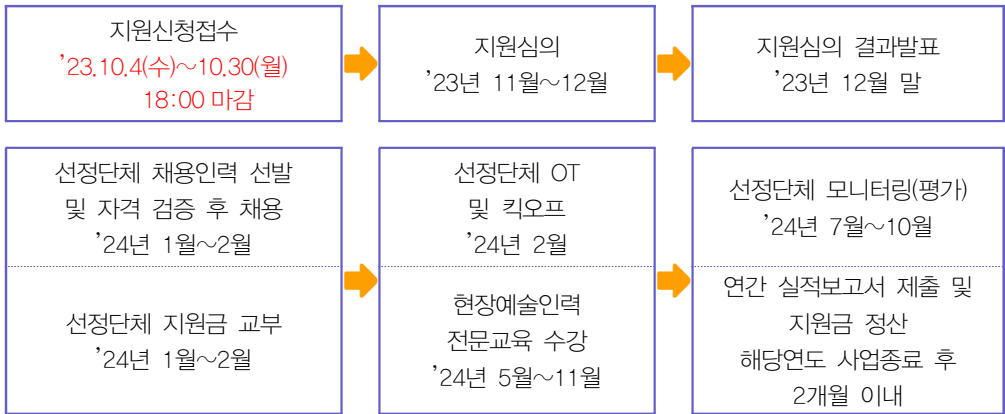 지원신청접수
’23.10.4(수)~10.30(월)
18:00 마감
지원심의
’23년 11월~12월
지원심의 결과발표
’23년 12월 말
선정단체 채용인력 선발
및 자격 검증 후 채용
’24년 1월~2월
선정단체 지원금 교부
’24년 1월~2월
선정단체 OT
및 킥오프
’24년 2월
현장예술인력
전문교육 수강
’24년 5월~11월
선정단체 모니터링(평가)
’24년 7월~10월
연간 실적보고서 제출 및
지원금 정산
해당연도 사업종료 후
2개월 이내